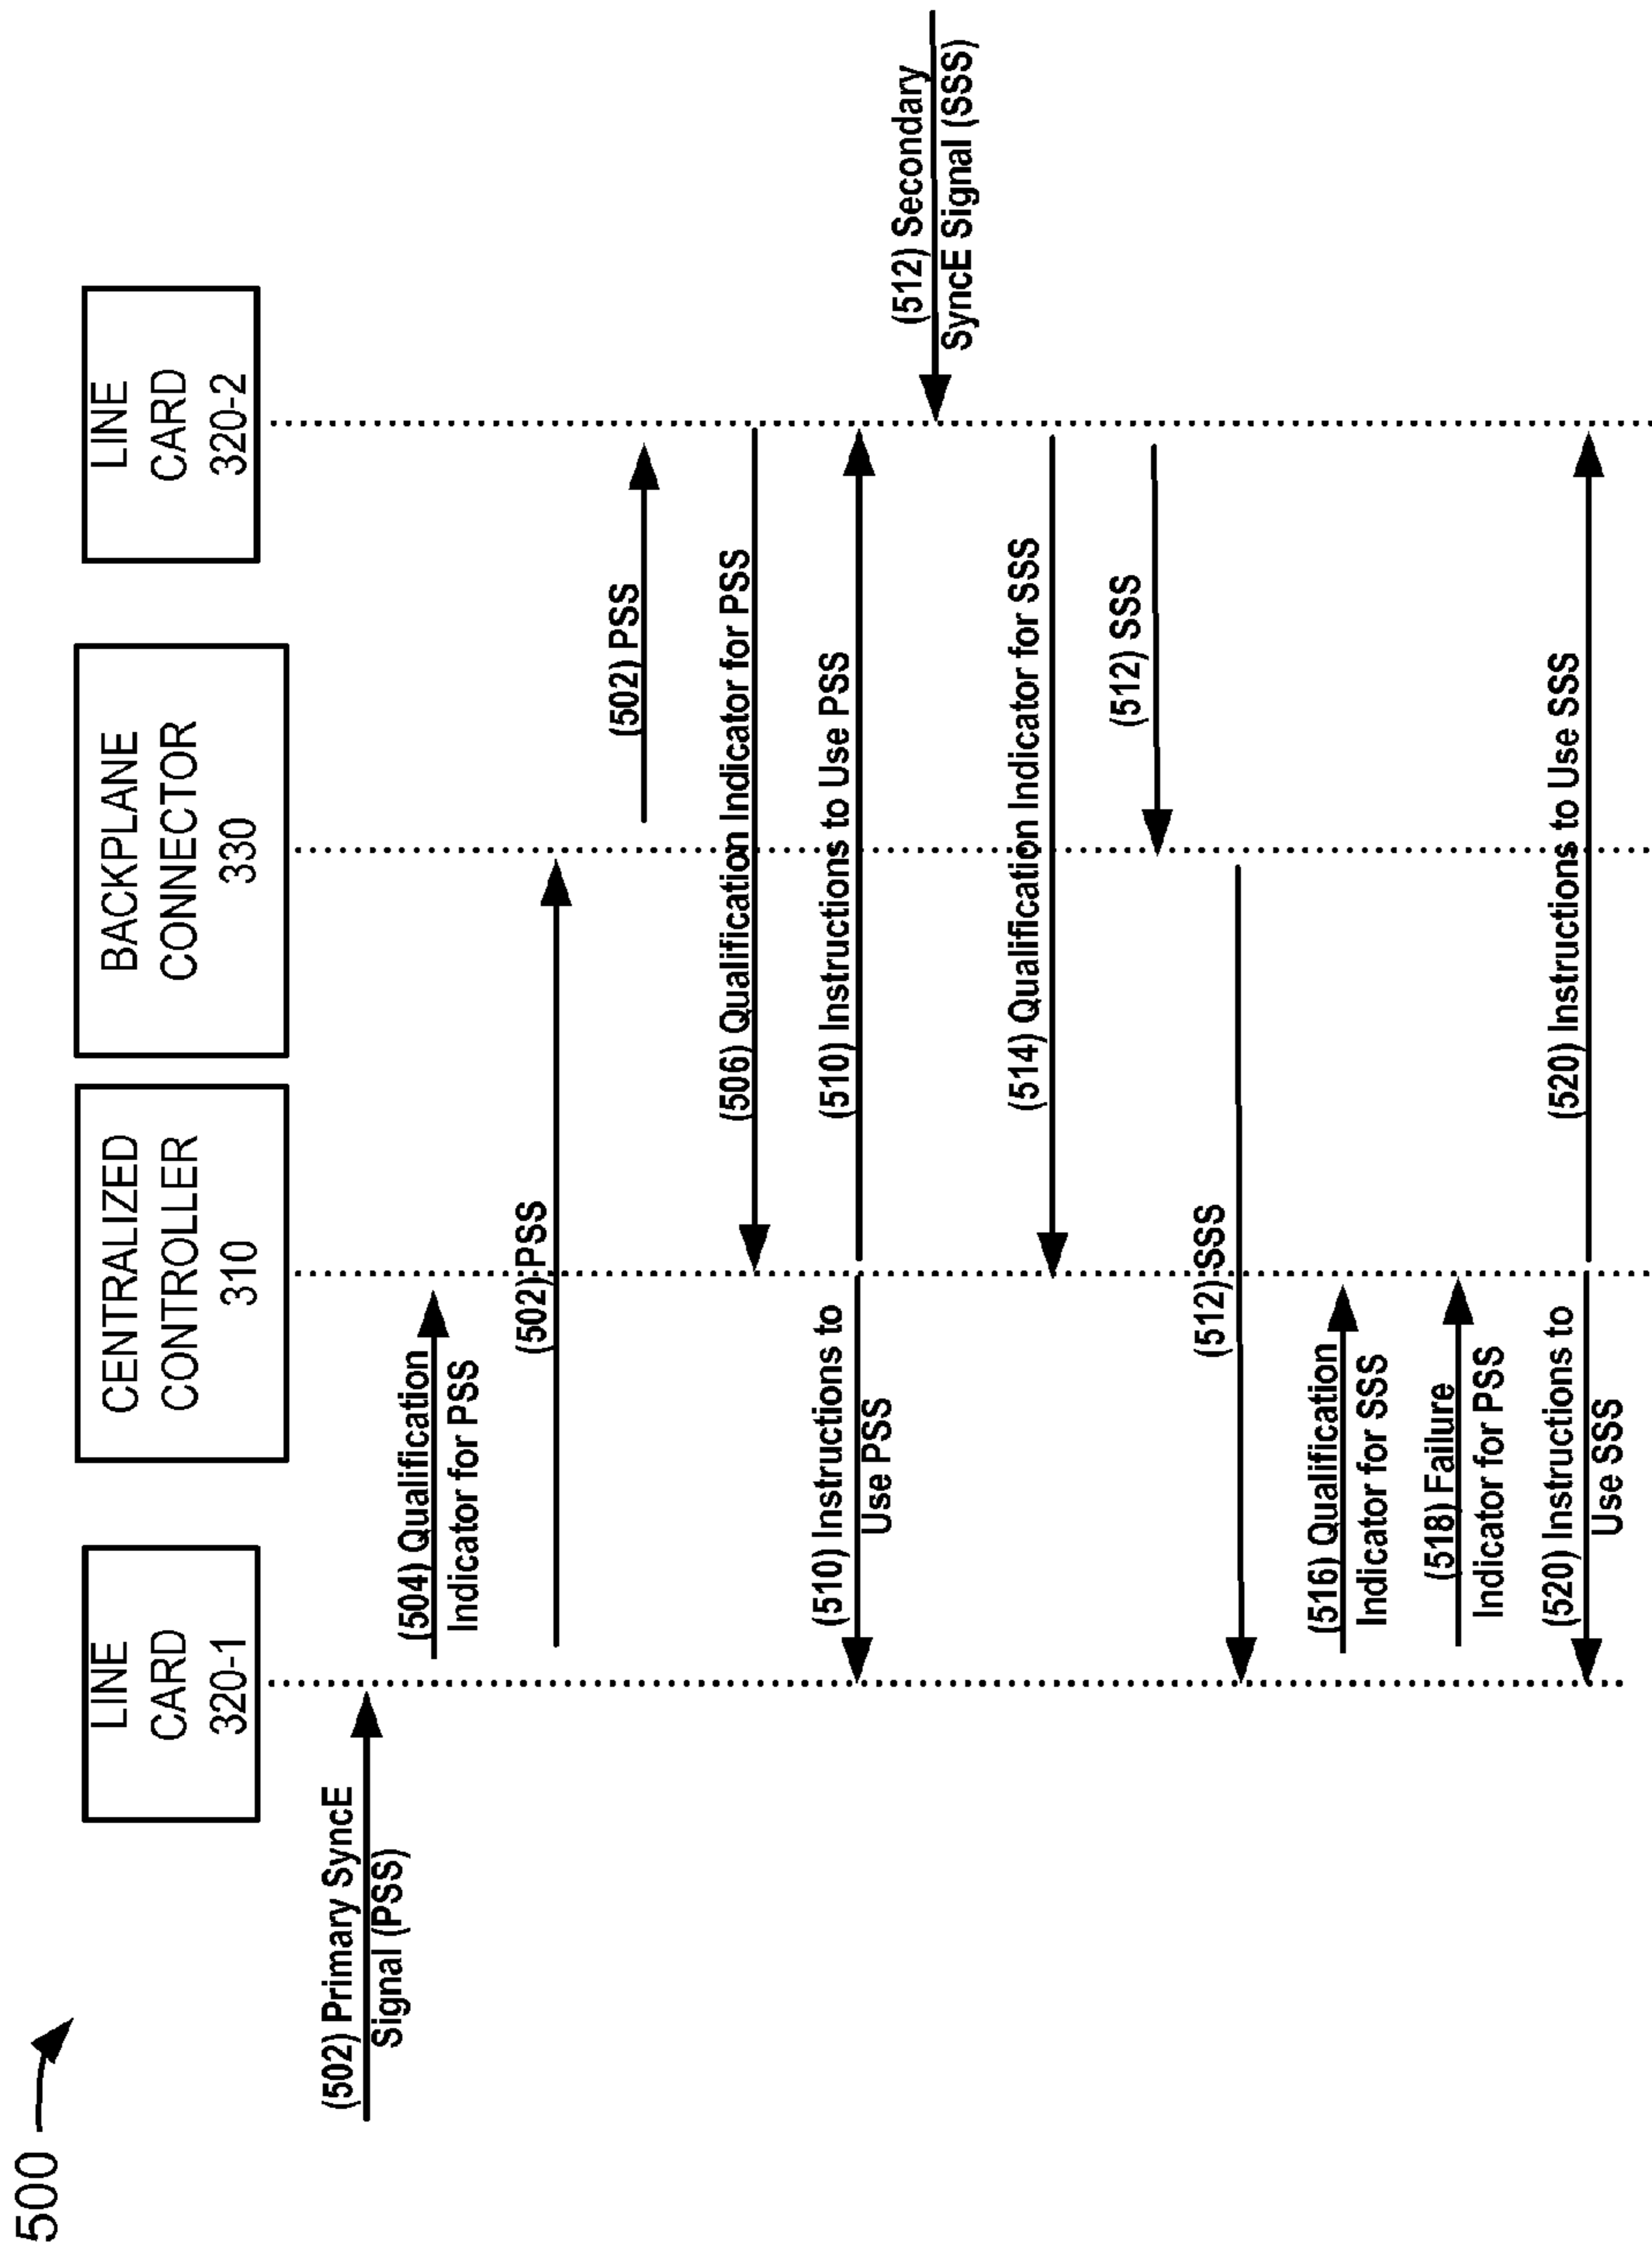 500
LINE
CARD
320-1
CENTRALIZED
CONTROLLER
310
BACKPLANE
CONNECTOR
330
LINE
CARD
320-2
(502) Primary SyncE
Signal (PSS)
(504) Qualification
Indicator for PSS
(502) PSS
(502) PSS
(506) Qualification Indicator for PSS
(510) Instructions to
Use PSS
(510) Instructions to Use PSS
(512) Secondary
SyncE Signal (SSS)
(514) Qualification Indicator for SSS
(512) SSS
(512) SSS
(516) Qualification
Indicator for SSS
(518) Failure
Indicator for PSS
(520) Instructions to
Use SSS
(520) Instructions to Use SSS